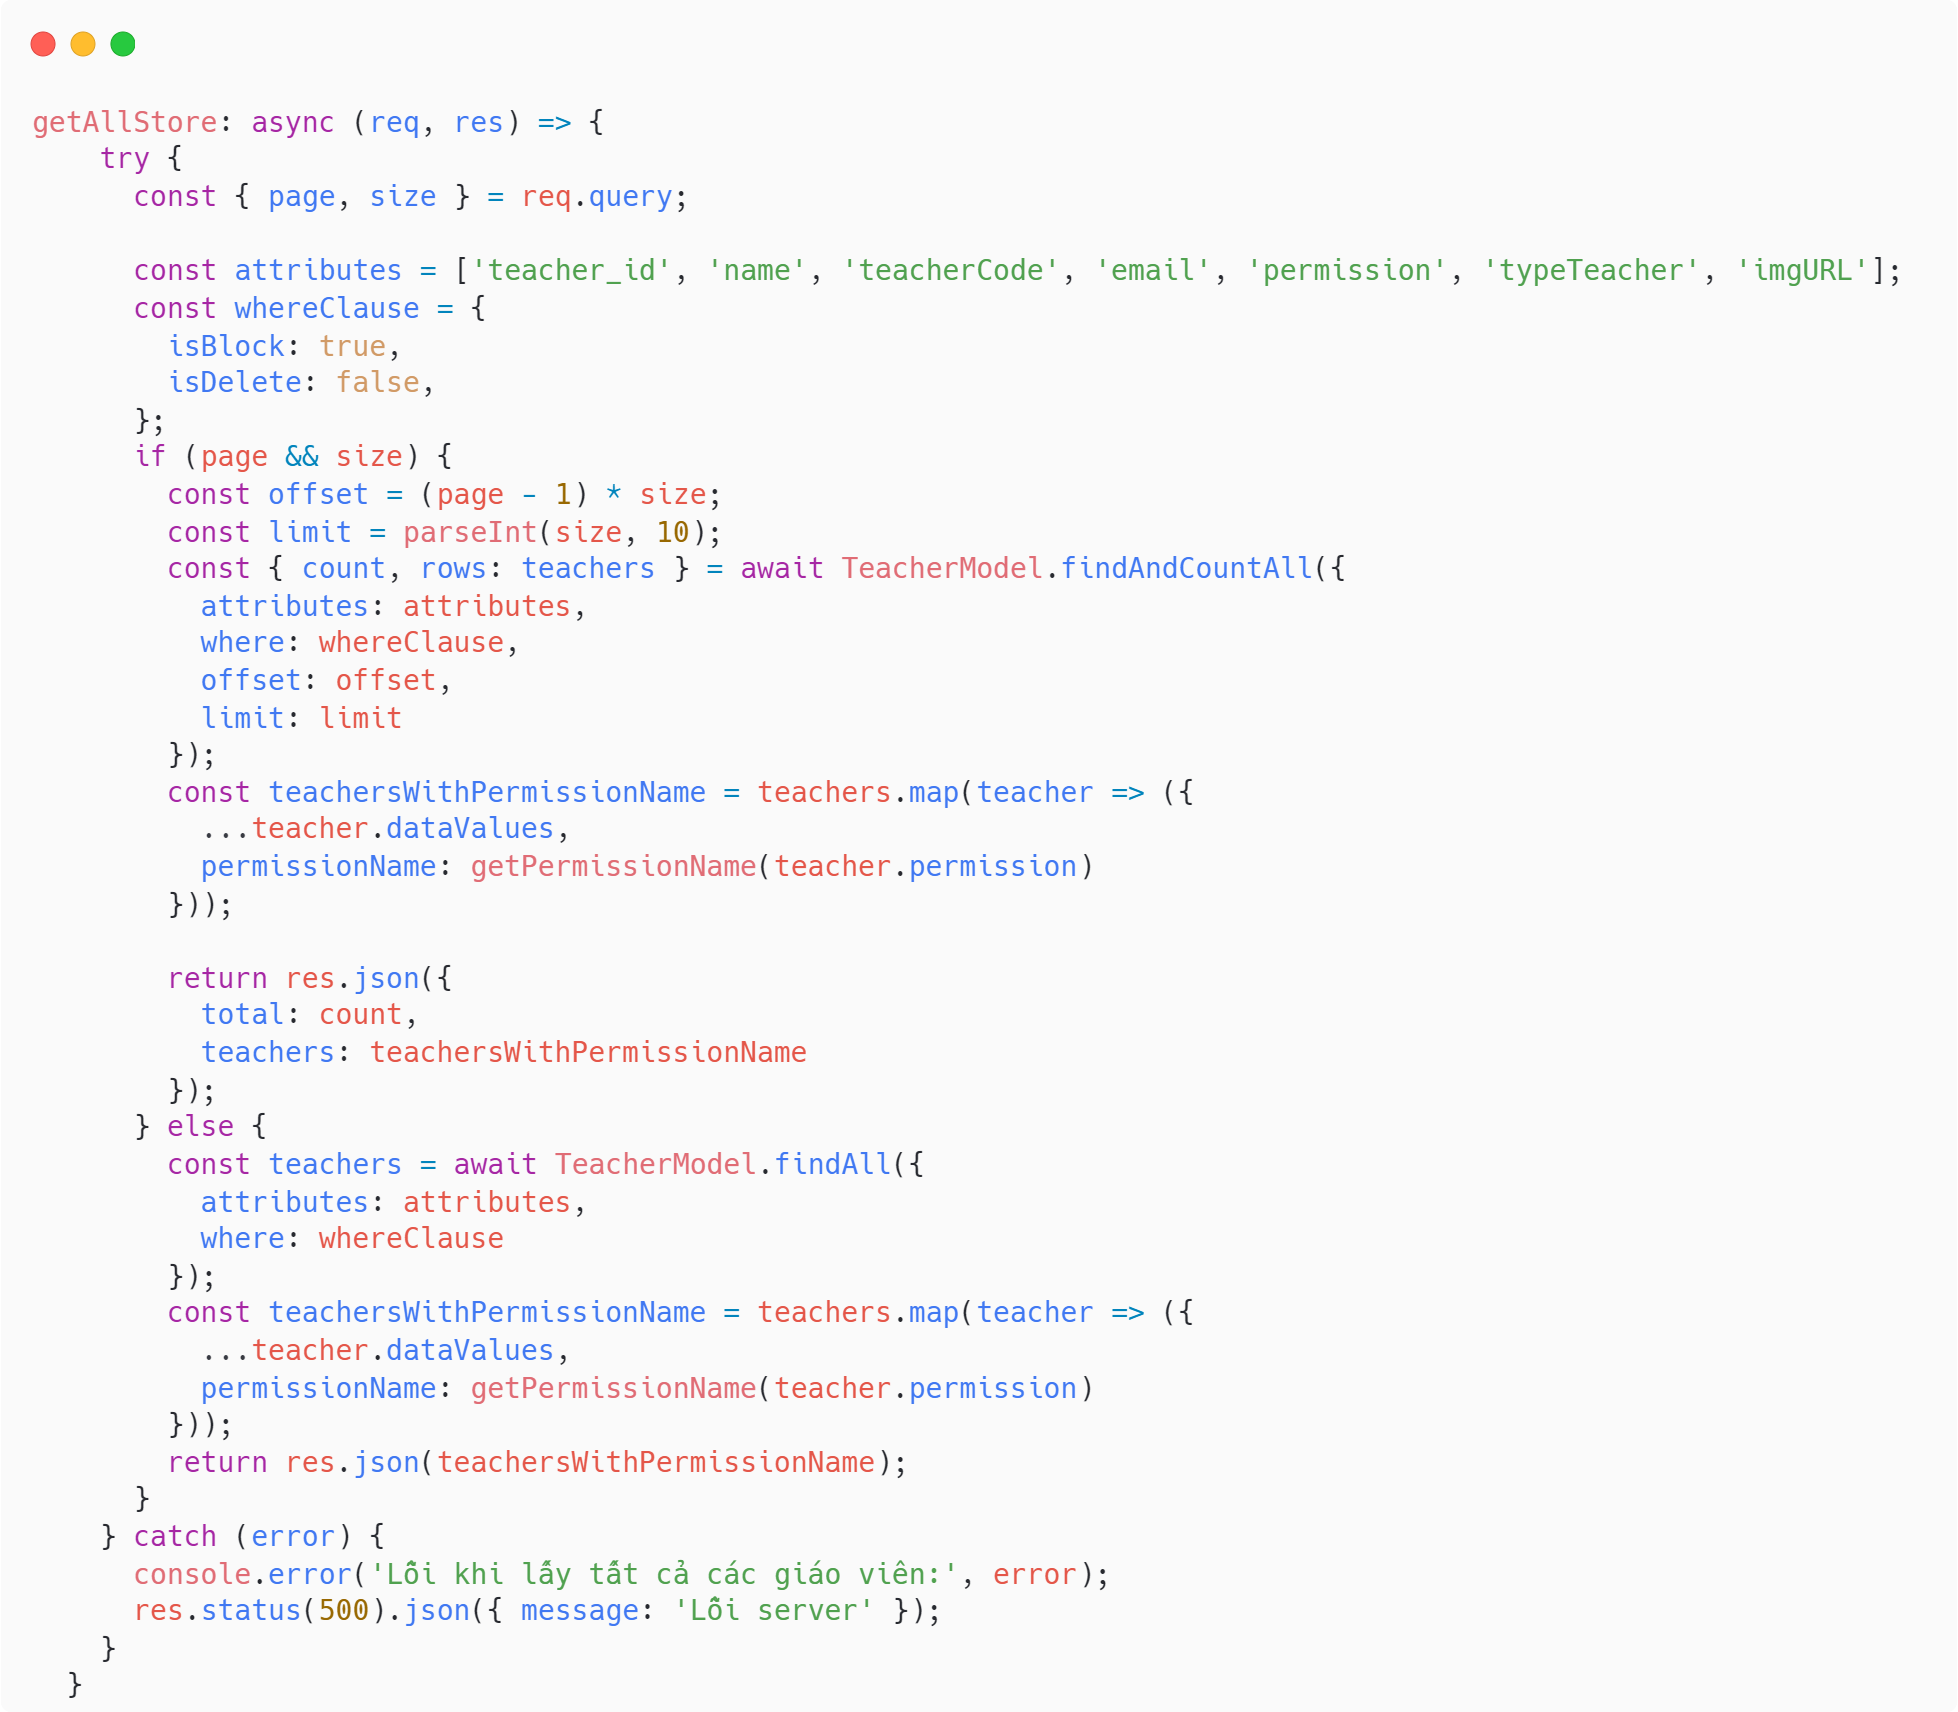 getAllStore: async (req, res) => {
    try {
      const { page, size } = req.query;

      const attributes = ['teacher_id', 'name', 'teacherCode', 'email', 'permission', 'typeTeacher', 'imgURL'];
      const whereClause = {
        isBlock: true,
        isDelete: false,
      };
      if (page && size) {
        const offset = (page - 1) * size;
        const limit = parseInt(size, 10);
        const { count, rows: teachers } = await TeacherModel.findAndCountAll({
          attributes: attributes,
          where: whereClause,
          offset: offset,
          limit: limit
        });
        const teachersWithPermissionName = teachers.map(teacher => ({
          ...teacher.dataValues,
          permissionName: getPermissionName(teacher.permission)
        }));

        return res.json({
          total: count,
          teachers: teachersWithPermissionName
        });
      } else {
        const teachers = await TeacherModel.findAll({
          attributes: attributes,
          where: whereClause
        });
        const teachersWithPermissionName = teachers.map(teacher => ({
          ...teacher.dataValues,
          permissionName: getPermissionName(teacher.permission)
        }));
        return res.json(teachersWithPermissionName);
      }
    } catch (error) {
      console.error('Lỗi khi lấy tất cả các giáo viên:', error);
      res.status(500).json({ message: 'Lỗi server' });
    }
  }